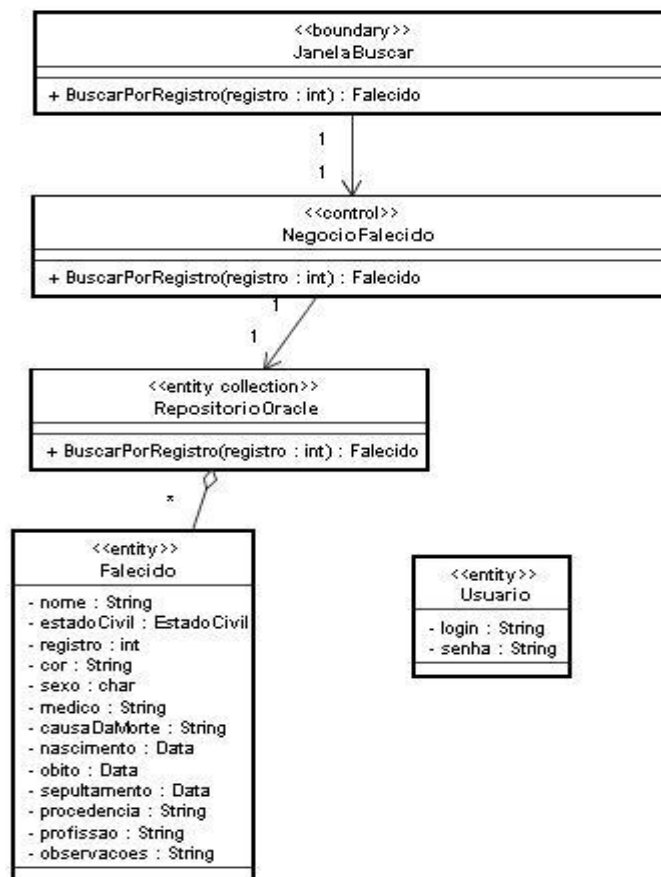 <<boundary>>
JanelaBuscar
+ BuscarPorRegistro(registro : int) : Falecido
1
1
<<control>>
NegocioFalecido
+ BuscarPorRegistro(registro : int) : Falecido
1
1
<<entity collection>>
RepositorioOracle
+ BuscarPorRegistro(registro : int) : Falecido
*
<<entity>>
Falecido
- nome : String
- estadoCivil : EstadoCivil
- registro : int
- cor : String
- sexo : char
- medico : String
- causaDaMorte : String
- nascimento : Data
- obito : Data
- sepultamento : Data
- procedencia : String
- profissao : String
- observacoes : String
<<entity>>
Usuario
- login : String
- senha : String